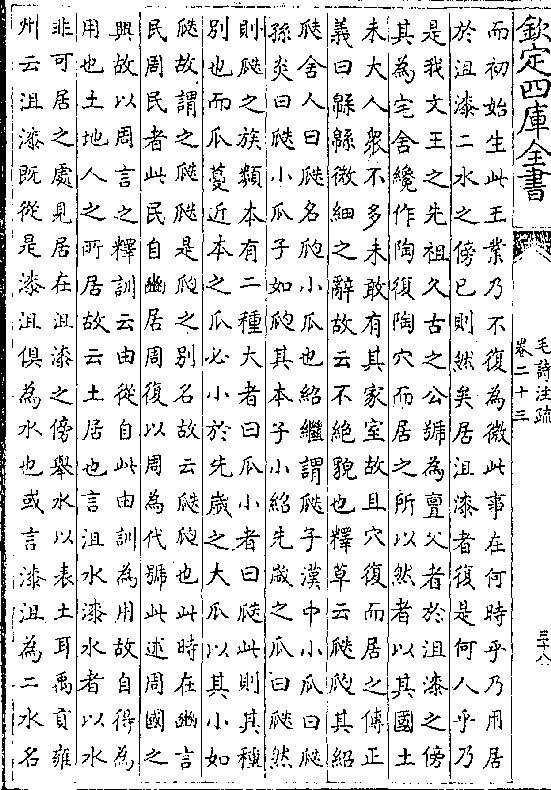 欽定四庫全書
毛詩注疏
卷二十三
三十八
而初始生此王業乃不復為微此事在何時乎乃用居
於沮漆二水之傍已則然矣居沮漆者復是何人乎乃
是我文王之先祖久古之公號為亶父者於沮漆之傍
其為宅舍纔作陶復陶穴而居之所以然者以其國土
未大人衆不多未敢有其家室故且穴復而居之傳正
義曰緜緜微細之辭故云不絶貌也釋草云瓞瓝其紹
瓞舍人曰瓞名瓝小瓜也紹繼謂瓞子漢中小瓜曰瓞
孫炎曰瓞小瓜子如瓝其本子小紹先歲之瓜曰瓞然
則瓞之族類本有二種大者曰瓜小者曰瓞此則其種
別也而瓜蔓近本之瓜必小於先歲之大瓜以其小如
瓞故謂之瓞瓞是瓝之別名故云瓞瓝也此時在豳言
民周民者此民自豳居周復以周為代號此述周國之
興故以周言之釋訓云由從自此由訓為用故自得為
用也土地人之所居故云土居也言沮水漆水者以水
非可居之處見居在沮漆之傍舉水以表土耳禹貢雍
州云沮漆既從是漆沮俱為水也或言漆沮為二水名